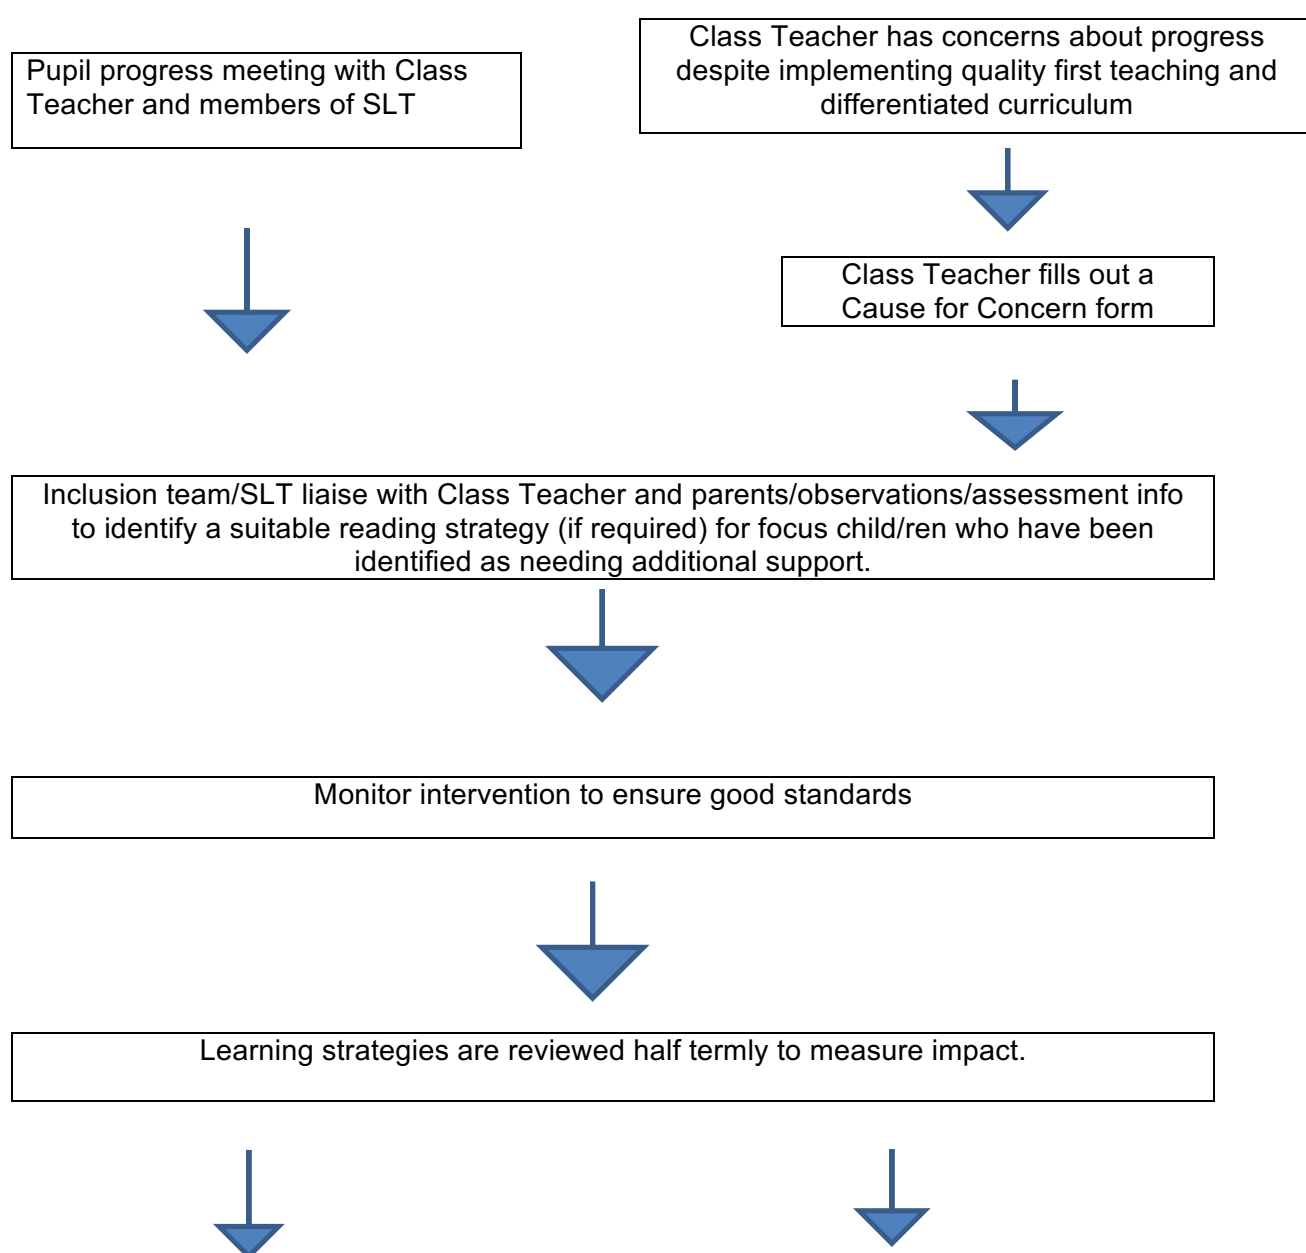 Pupil progress meeting with Class
Teacher and members of SLT
Class Teacher has concerns about progress
despite implementing quality first teaching and
differentiated curriculum
Class Teacher fills out a
Cause for Concern form
Inclusion team/SLT liaise with Class Teacher and parents/observations/assessment info
to identify a suitable reading strategy (if required) for focus child/ren who have been
identified as needing additional support.
Monitor intervention to ensure good standards
Learning strategies are reviewed half termly to measure impact.